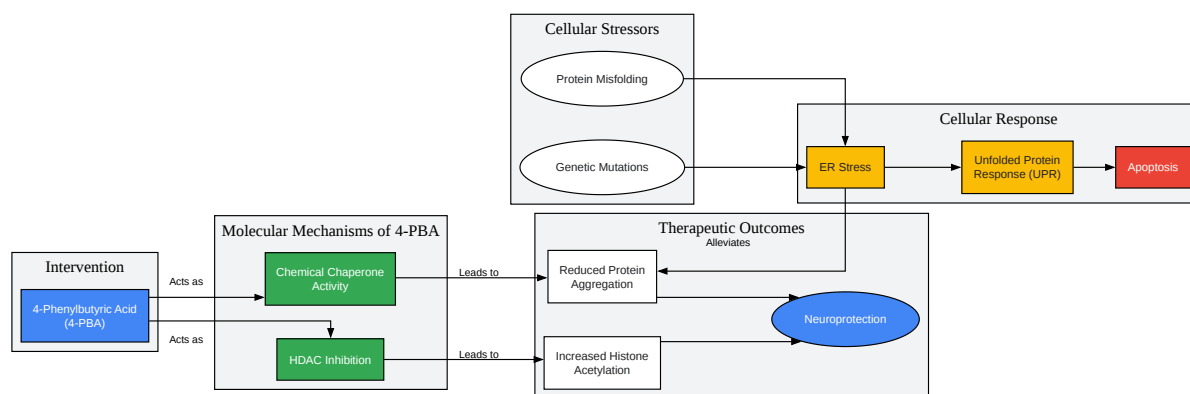 Cellular Stressors
Protein Misfolding
Genetic Mutations
Cellular Response
ER Stress
Unfolded Protein
Response (UPR)
Apoptosis
Molecular Mechanisms of 4-PBA
Therapeutic Outcomes
Alleviates
Intervention
4-Phenylbutyric Acid
(4-PBA)
Acts as
Acts as
Chemical Chaperone
Activity
HDAC Inhibition
Leads to
Leads to
Reduced Protein
Aggregation
Increased Histone
Acetylation
Neuroprotection